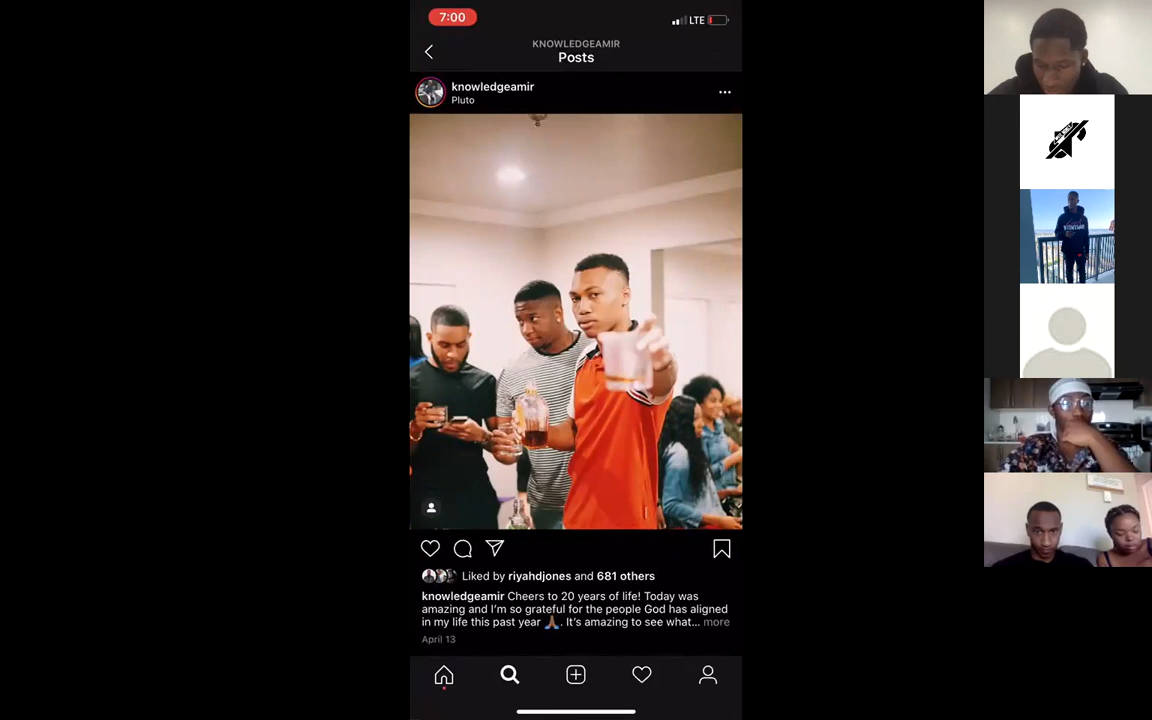 7:00
LTE
KNOWLEDGEAMIR
Posts
knowledgeamir
Pluto
Liked by riyahdjones and 681 others
knowledgeamir Cheers to 20 years of life! Today was
amazing and I'm so grateful for the people God has aligned
in my life this past year 🙏🏾. It's amazing to see what... more
April 13